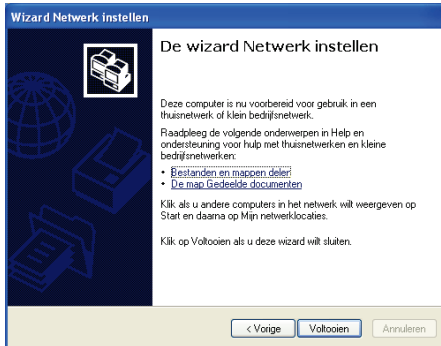 Wizard Netwerk instellen
De wizard Netwerk instellen
Deze computer is nu voorbereid voor gebruik in een
thuisnetwerk of klein bedrijfsnetwerk.
Raadpleeg de volgende onderwerpen in Help en
ondersteuning voor hulp met thuisnetwerken en kleine
bedrijfsnetwerken:
• Bestanden en mappen delen
• De map Gedeelde documenten
Klik als u andere computers in het netwerk wilt weergeven op
Start en daarna op Mijn netwerklocaties.
Klik op Voltooien als u deze wizard wilt sluiten.
< Vorige
Voltooien
Annuleren